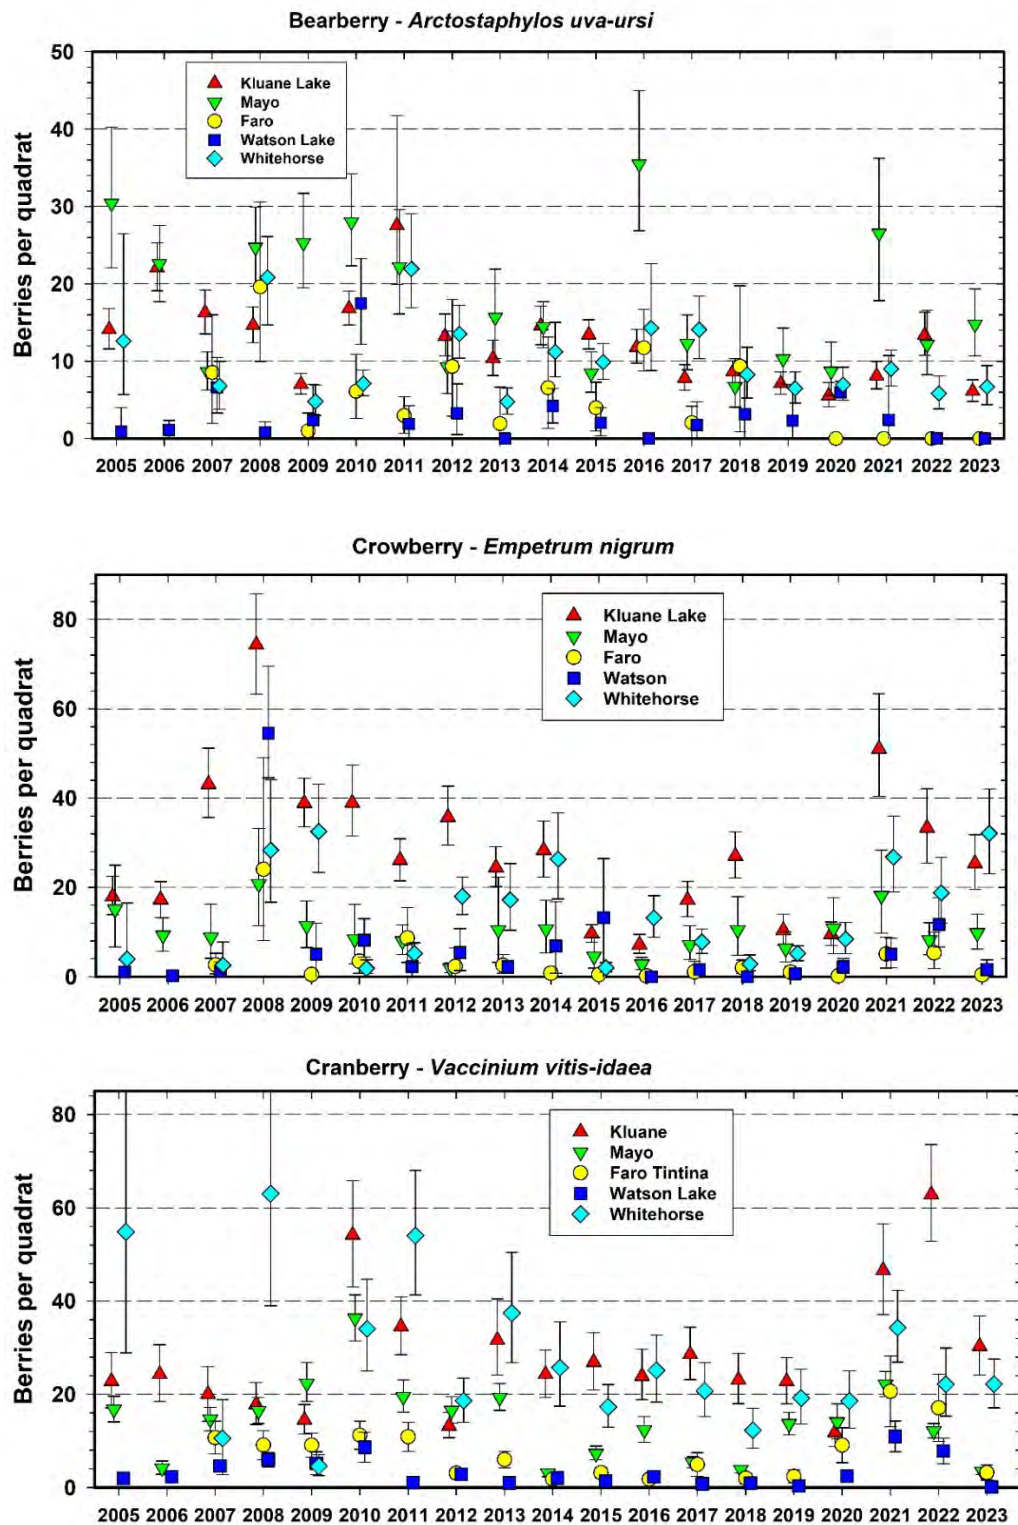 Bearberry - Arctostaphylos uva-ursi
Berries per quadrat
50
40
30
20
10
0
Kluane Lake
Mayo
Faro
Watson Lake
Whitehorse
2005 2006 2007 2008 2009 2010 2011 2012 2013 2014 2015 2016 2017 2018 2019 2020 2021 2022 2023
Crowberry - Empetrum nigrum
Berries per quadrat
80
60
40
20
0
Kluane Lake
Mayo
Faro
Watson
Whitehorse
2005 2006 2007 2008 2009 2010 2011 2012 2013 2014 2015 2016 2017 2018 2019 2020 2021 2022 2023
Cranberry - Vaccinium vitis-idaea
Berries per quadrat
80
60
40
20
0
Kluane
Mayo
Faro Tintina
Watson Lake
Whitehorse
2005 2006 2007 2008 2009 2010 2011 2012 2013 2014 2015 2016 2017 2018 2019 2020 2021 2022 2023